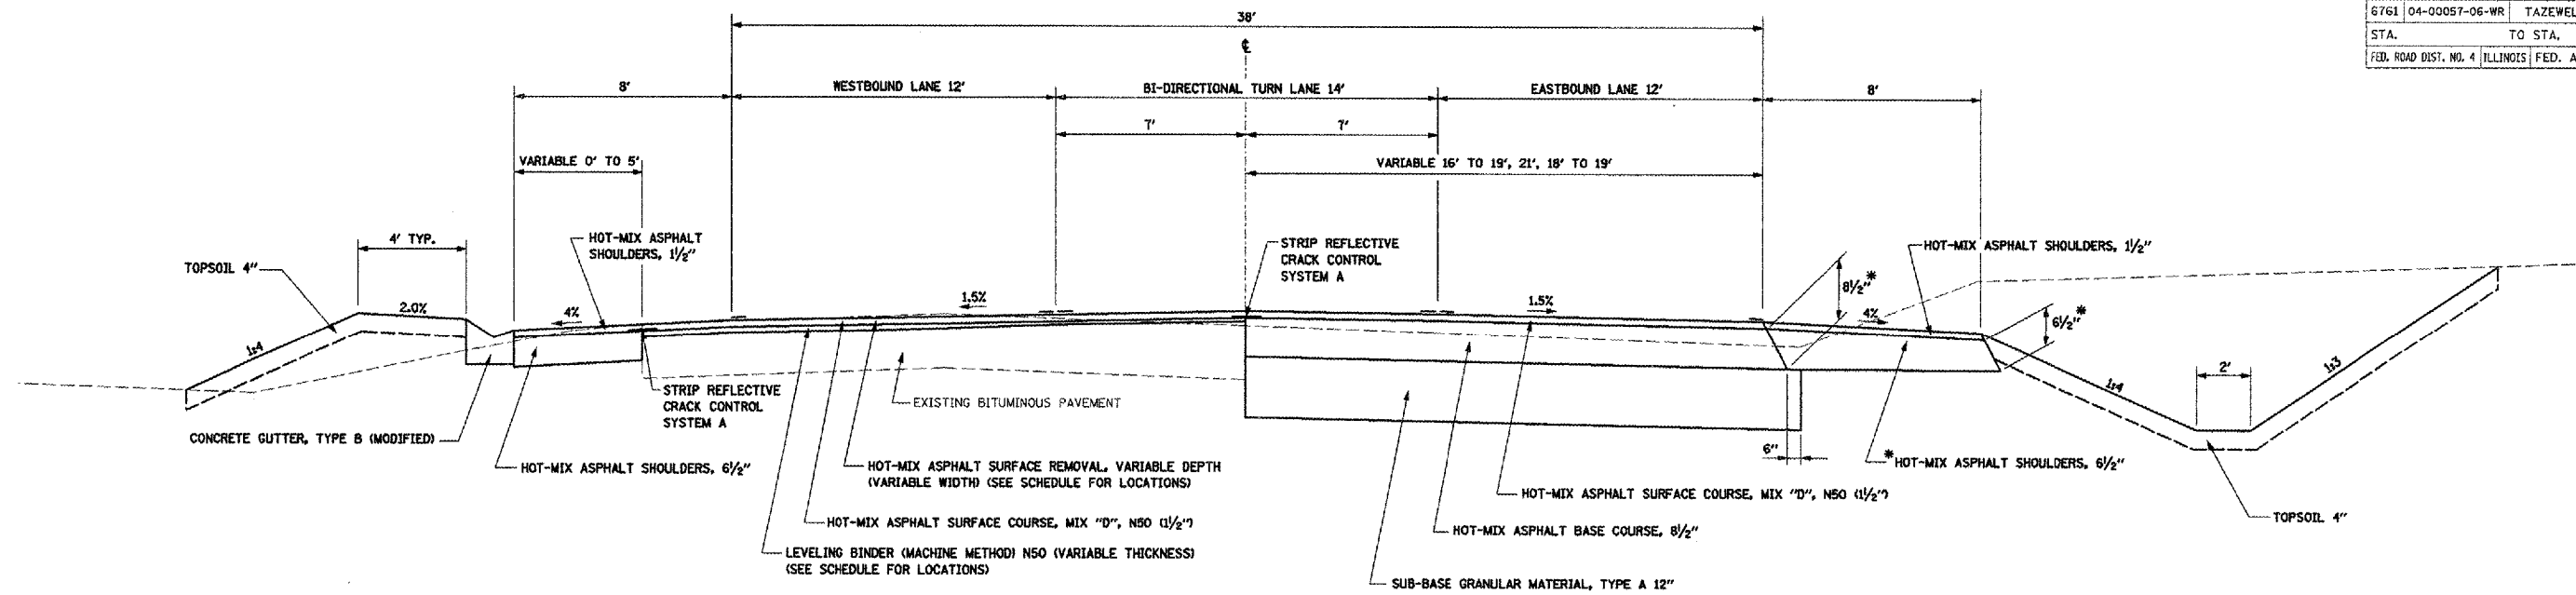 6761 04-00057-06-WR TAZEWEL
STA. TO STA.
FED. ROAD DIST. NO. 4 ILLINOIS FED. A
38'
℄
8'
WESTBOUND LANE 12'
BI-DIRECTIONAL TURN LANE 14'
EASTBOUND LANE 12'
8'
7'
7'
VARIABLE 0' TO 5'
VARIABLE 16' TO 19', 21', 18' TO 19'
4' TYP.
HOT-MIX ASPHALT
SHOULDERS, 1½"
STRIP REFLECTIVE
CRACK CONTROL
SYSTEM A
HOT-MIX ASPHALT SHOULDERS, 1½"
TOPSOIL 4"
8½"*
2.0%
4%
1.5%
1.5%
4%
6½"*
1:4
1:4
2'
1:3
STRIP REFLECTIVE
CRACK CONTROL
SYSTEM A
EXISTING BITUMINOUS PAVEMENT
CONCRETE GUTTER, TYPE B (MODIFIED)
6"
HOT-MIX ASPHALT SHOULDERS, 6½"
HOT-MIX ASPHALT SURFACE REMOVAL, VARIABLE DEPTH
(VARIABLE WIDTH) (SEE SCHEDULE FOR LOCATIONS)
*HOT-MIX ASPHALT SHOULDERS, 6½"
HOT-MIX ASPHALT SURFACE COURSE, MIX "D", N50 (1½")
HOT-MIX ASPHALT SURFACE COURSE, MIX "D", N50 (1½")
HOT-MIX ASPHALT BASE COURSE, 8½"
TOPSOIL 4"
LEVELING BINDER (MACHINE METHOD) N50 (VARIABLE THICKNESS)
(SEE SCHEDULE FOR LOCATIONS)
SUB-BASE GRANULAR MATERIAL, TYPE A 12"